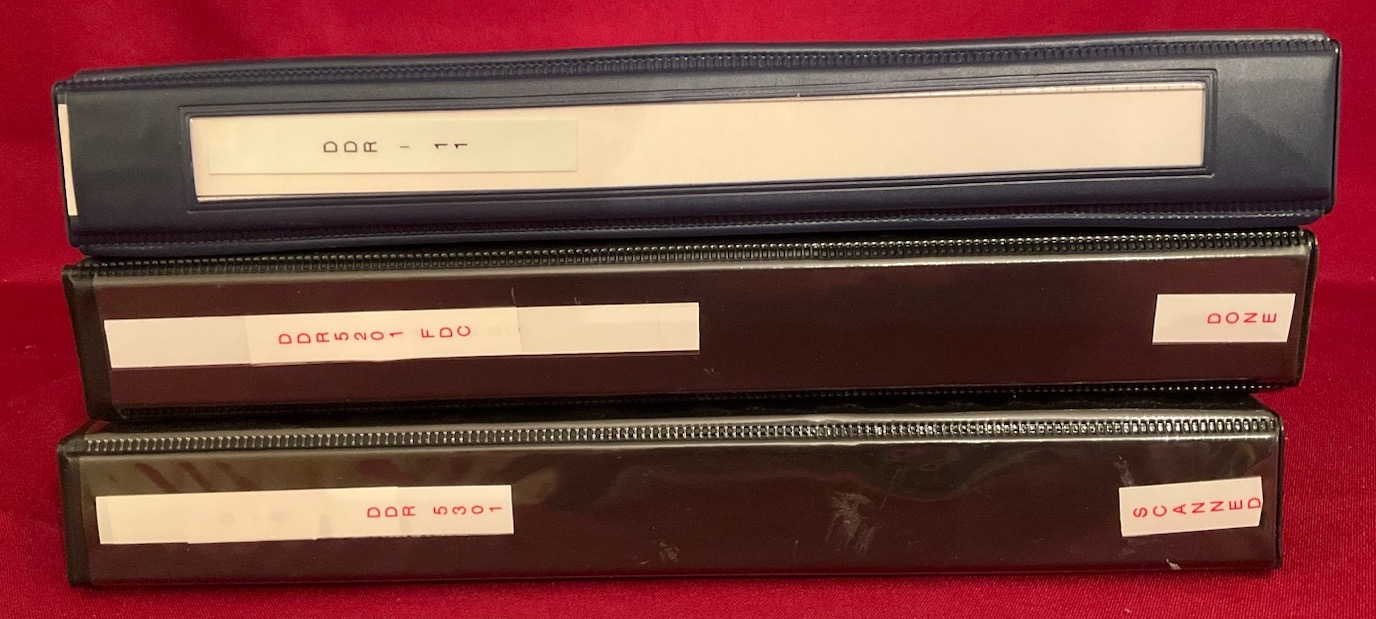 DDR - 11
DDR5201 FDC
DONE
DDR 5301
SCANNED